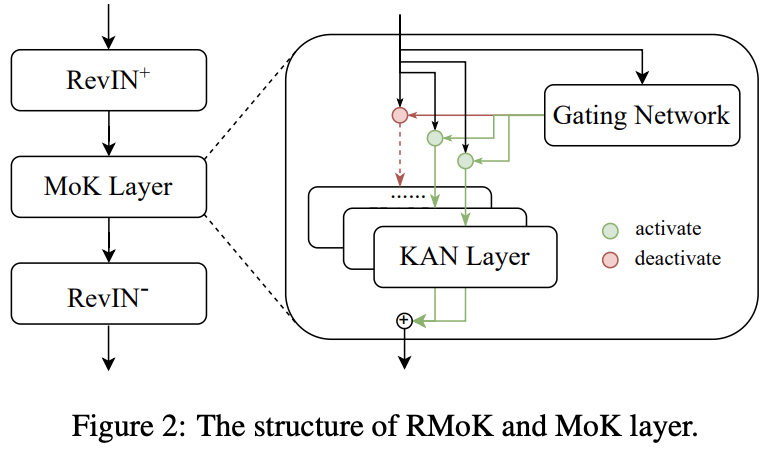 RevIN⁺
MoK Layer
RevIN⁻
Gating Network
......
KAN Layer
activate
deactivate
Figure 2: The structure of RMoK and MoK layer.